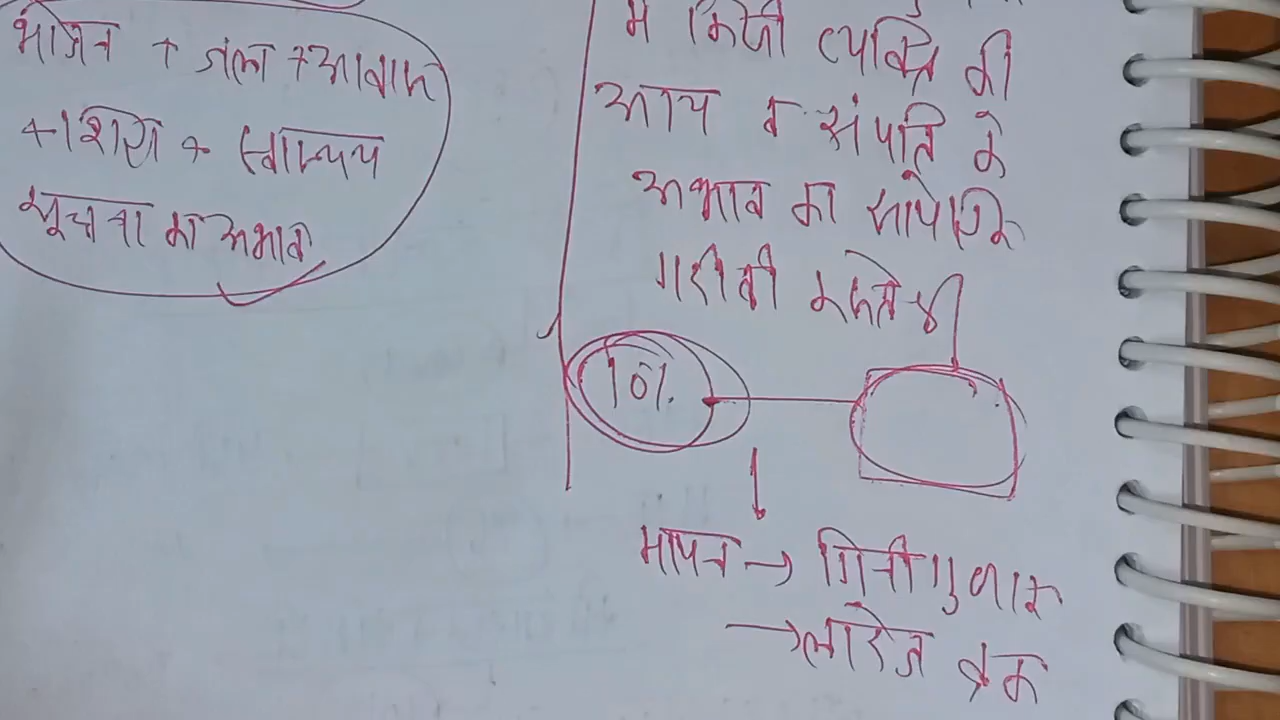 भोजन + जल + आवास
+ शिक्षा + स्वास्थ्य
सूचना का अभाव
में किसी व्यक्ति की
आय व संपति के
अभाव का सापेक्षिक
गरीबी कहते हैं
10%
मापन → गिनी गुणांक
→ लारेंज वक्र